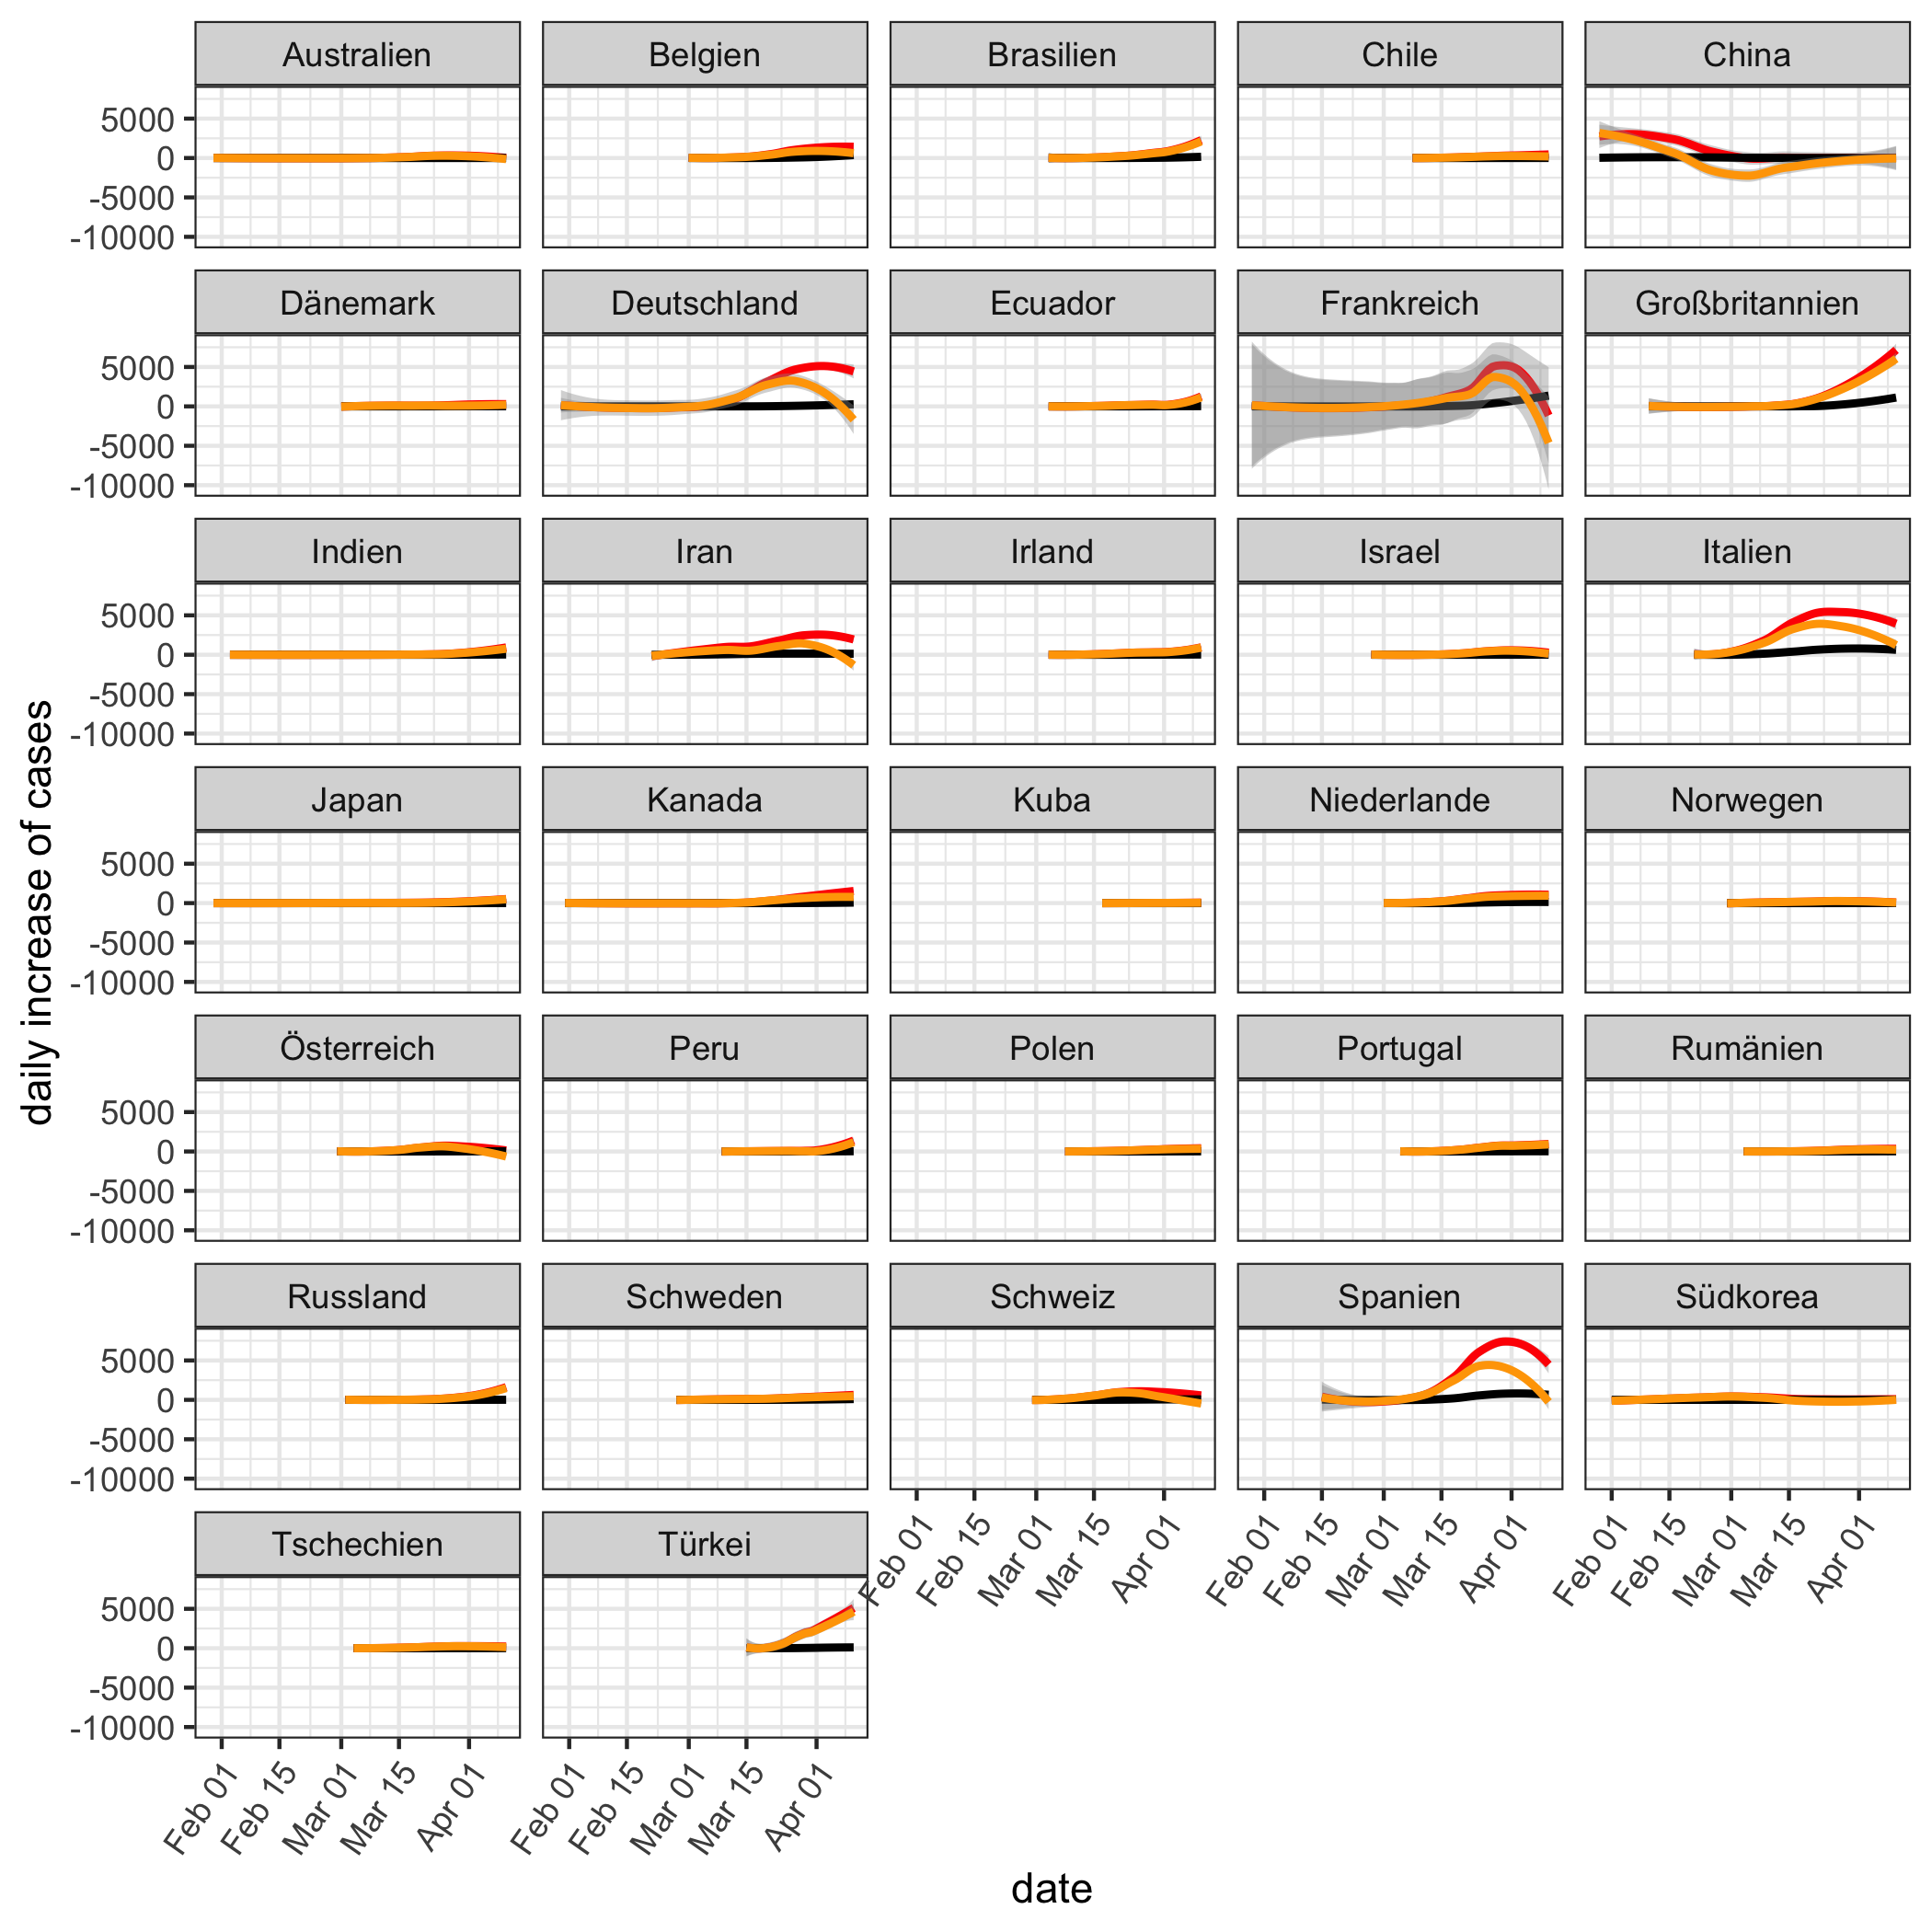 Australien Belgien Brasilien Chile China
5000
0
-5000
-10000
Dänemark Deutschland Ecuador Frankreich Großbritannien
5000
0
-5000
-10000
Indien Iran Irland Israel Italien
5000
0
-5000
-10000
Japan Kanada Kuba Niederlande Norwegen
5000
0
-5000
-10000
Österreich Peru Polen Portugal Rumänien
5000
0
-5000
-10000
Russland Schweden Schweiz Spanien Südkorea
5000
0
-5000
-10000
Feb 01 Feb 15 Mar 01 Mar 15 Apr 01 Feb 01 Feb 15 Mar 01 Mar 15 Apr 01 Feb 01 Feb 15 Mar 01 Mar 15 Apr 01
Tschechien Türkei
5000
0
-5000
-10000
Feb 01 Feb 15 Mar 01 Mar 15 Apr 01 Feb 01 Feb 15 Mar 01 Mar 15 Apr 01
date
daily increase of cases